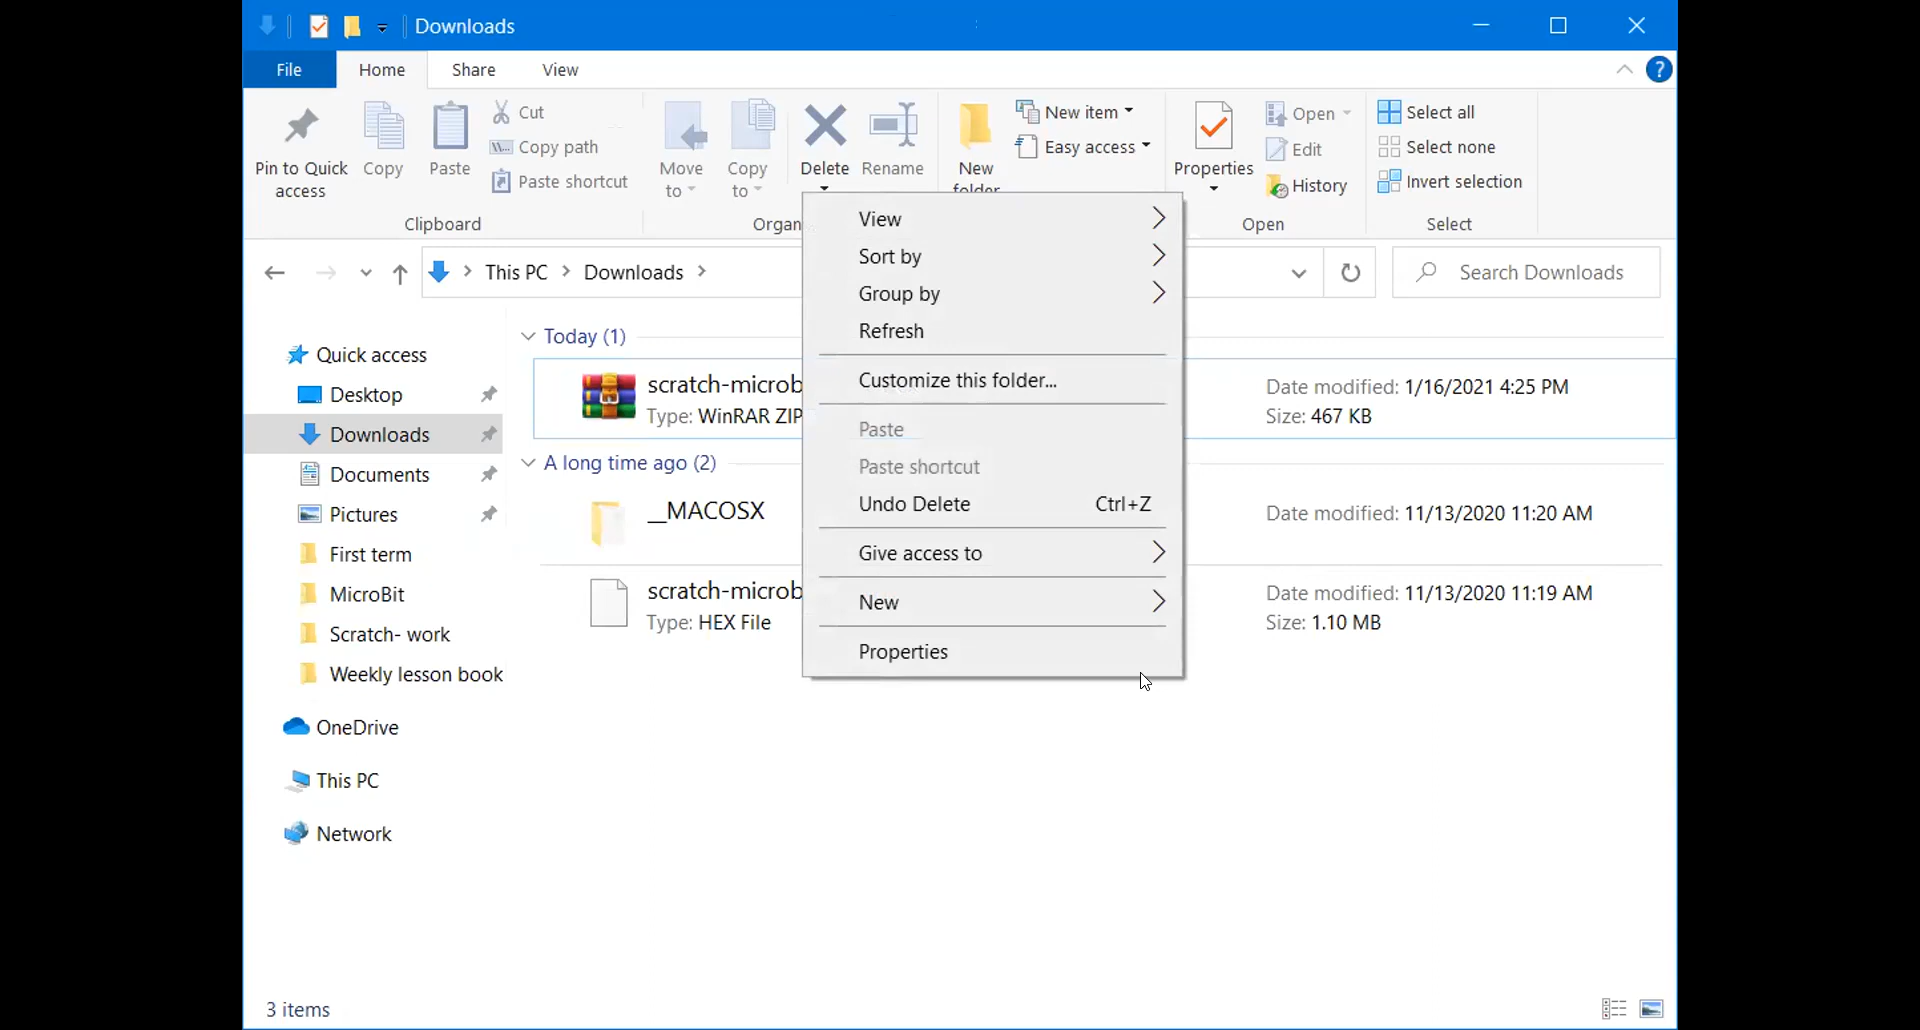 Downloads
File Home Share View
?
Pin to Quick
access
Copy
Paste
Cut
Copy path
Paste shortcut
Clipboard
Move
to
Copy
to
Delete
Rename
Organ
New
folder
New item
Easy access
Properties
Open
Edit
History
Open
Select all
Select none
Invert selection
Select
This PC > Downloads >
Search Downloads
Quick access
Desktop
Downloads
Documents
Pictures
First term
MicroBit
Scratch- work
Weekly lesson book
OneDrive
This PC
Network
Today (1)
scratch-microb
Type: WinRAR ZIP
Date modified: 1/16/2021 4:25 PM
Size: 467 KB
A long time ago (2)
__MACOSX
Date modified: 11/13/2020 11:20 AM
scratch-microb
Type: HEX File
Date modified: 11/13/2020 11:19 AM
Size: 1.10 MB
View
Sort by
Group by
Refresh
Customize this folder...
Paste
Paste shortcut
Undo Delete Ctrl+Z
Give access to
New
Properties
3 items